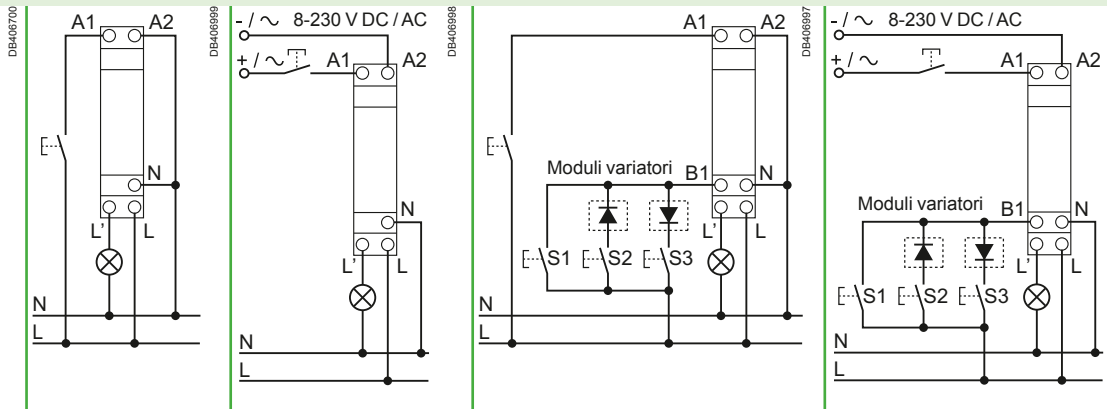 DB406700
A1 A2
N
L' L
N
L
DB406999
- / ∼ 8-230 V DC / AC
+ / ∼ A1 A2
N
L' L
N
L
DB406998
A1 A2
Moduli variatori B1 N
S1 S2 S3 L' L
N
L
DB406997
- / ∼ 8-230 V DC / AC
+ / ∼ A1 A2
Moduli variatori B1 N
L' L
S1 S2 S3
N
L